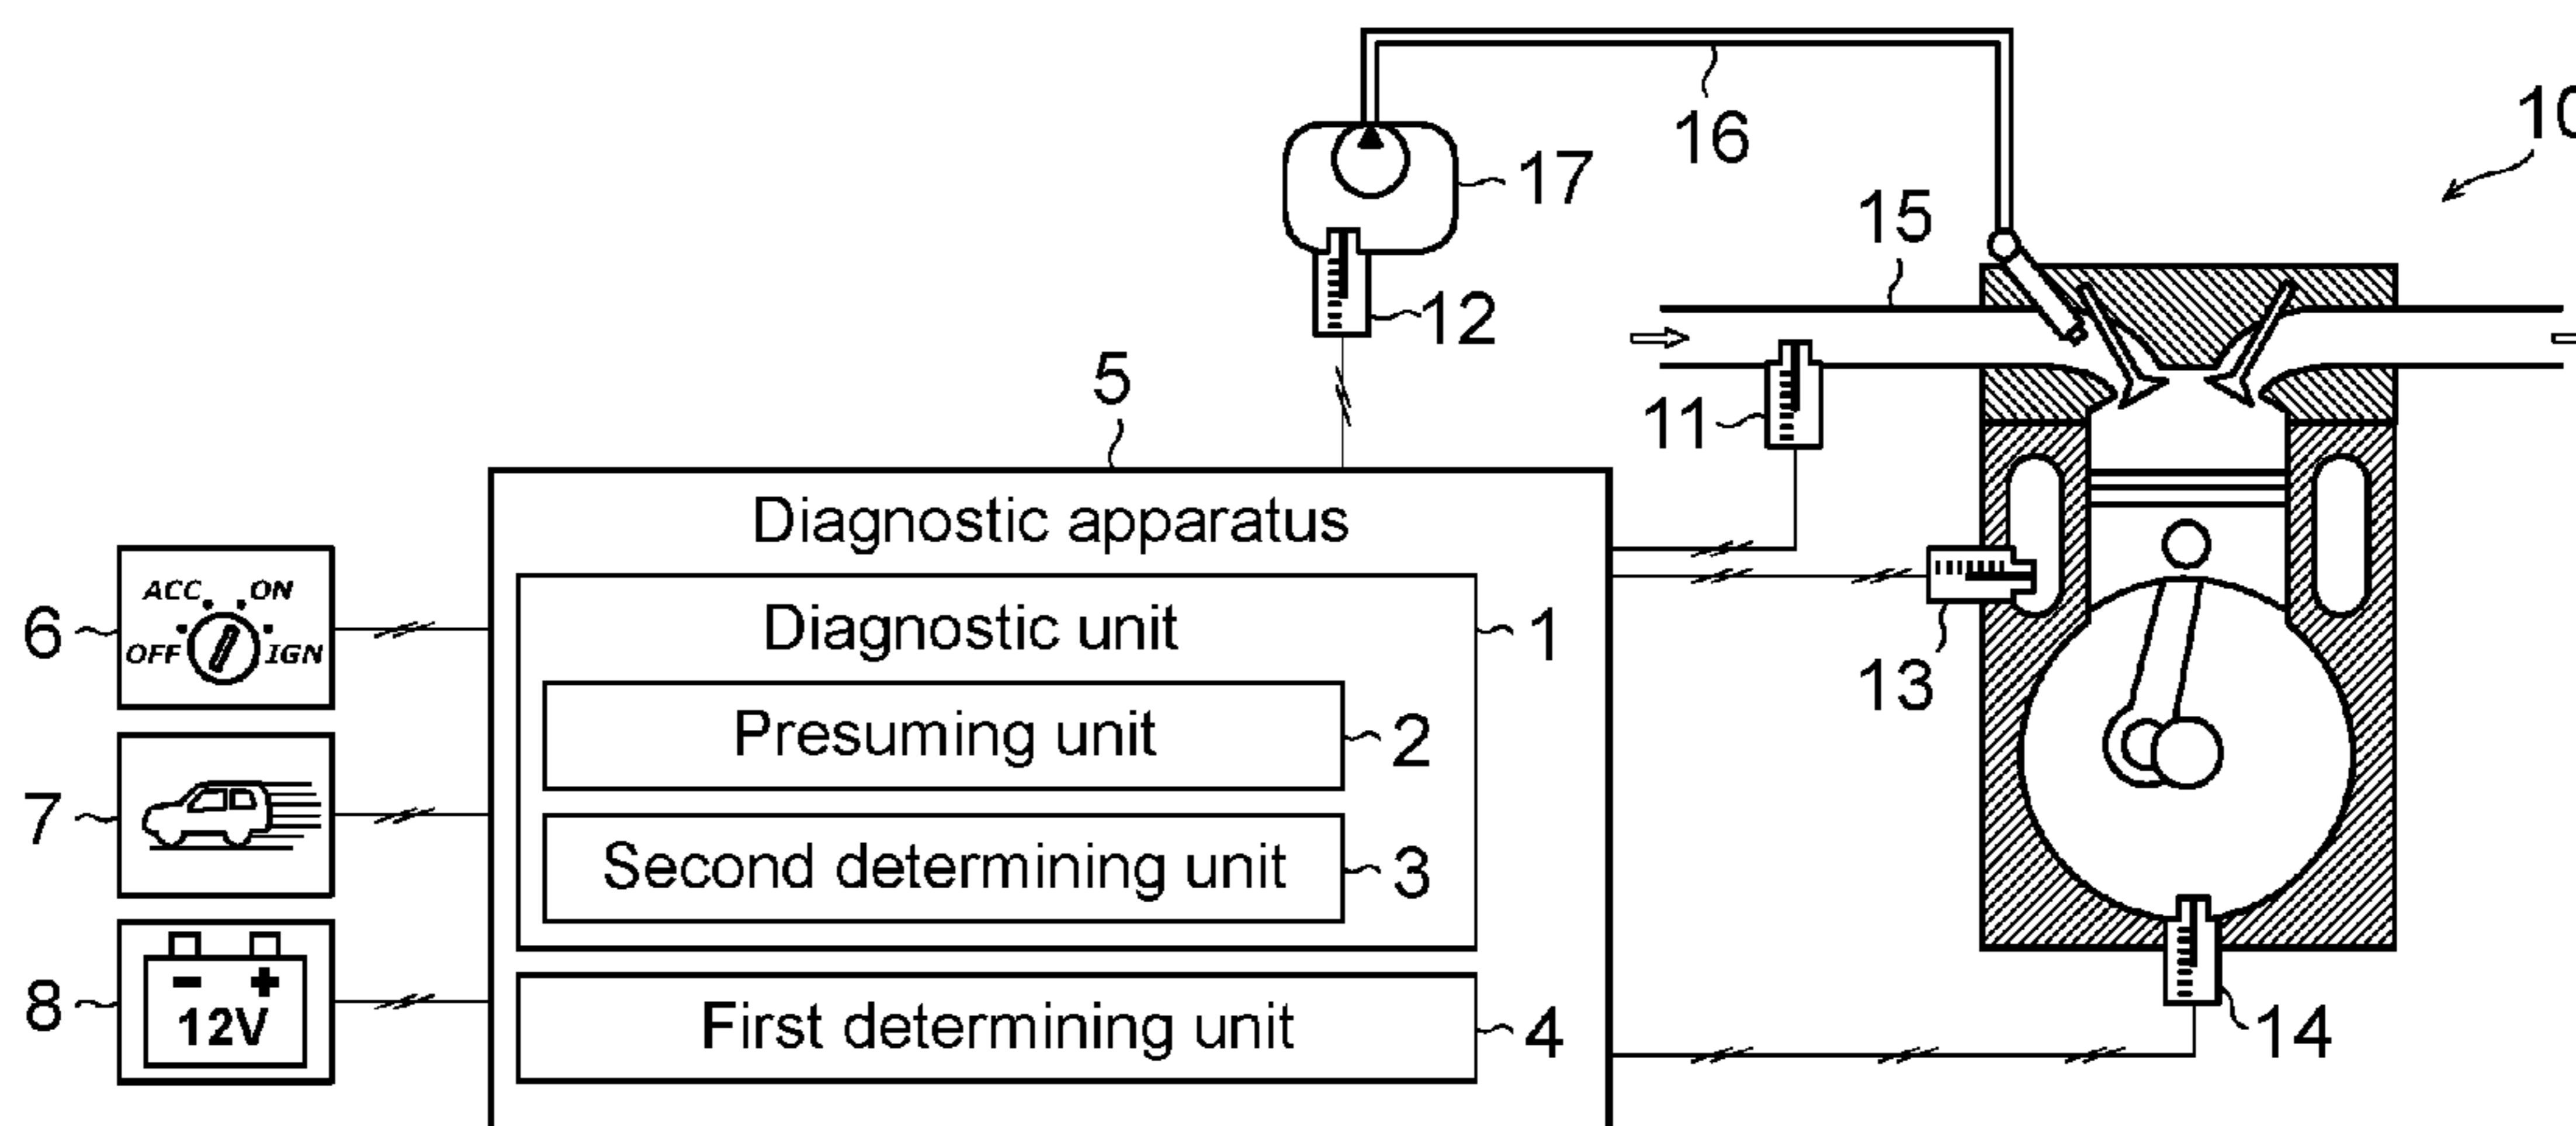 16
10
17
15
12
5
11
Diagnostic apparatus
6
ACC
ON
OFF
IGN
Diagnostic unit
1
13
Presuming unit
2
7
Second determining unit
3
8
- +
12V
First determining unit
4
14